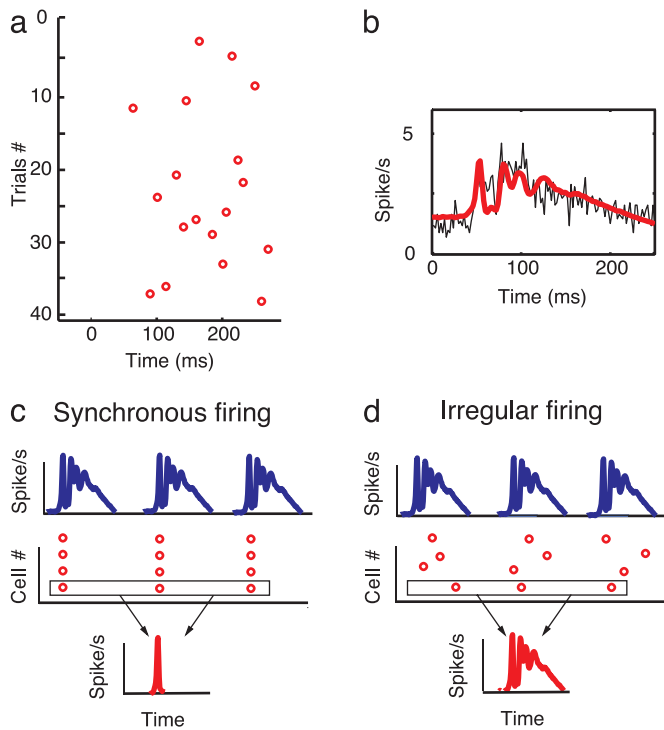 a
Trials #
0
10
20
30
40
0
100
200
Time (ms)
b
Spike/s
5
0
0
100
200
Time (ms)
c
Synchronous firing
Spike/s
Cell #
Spike/s
Time
d
Irregular firing
Spike/s
Cell #
Spike/s
Time